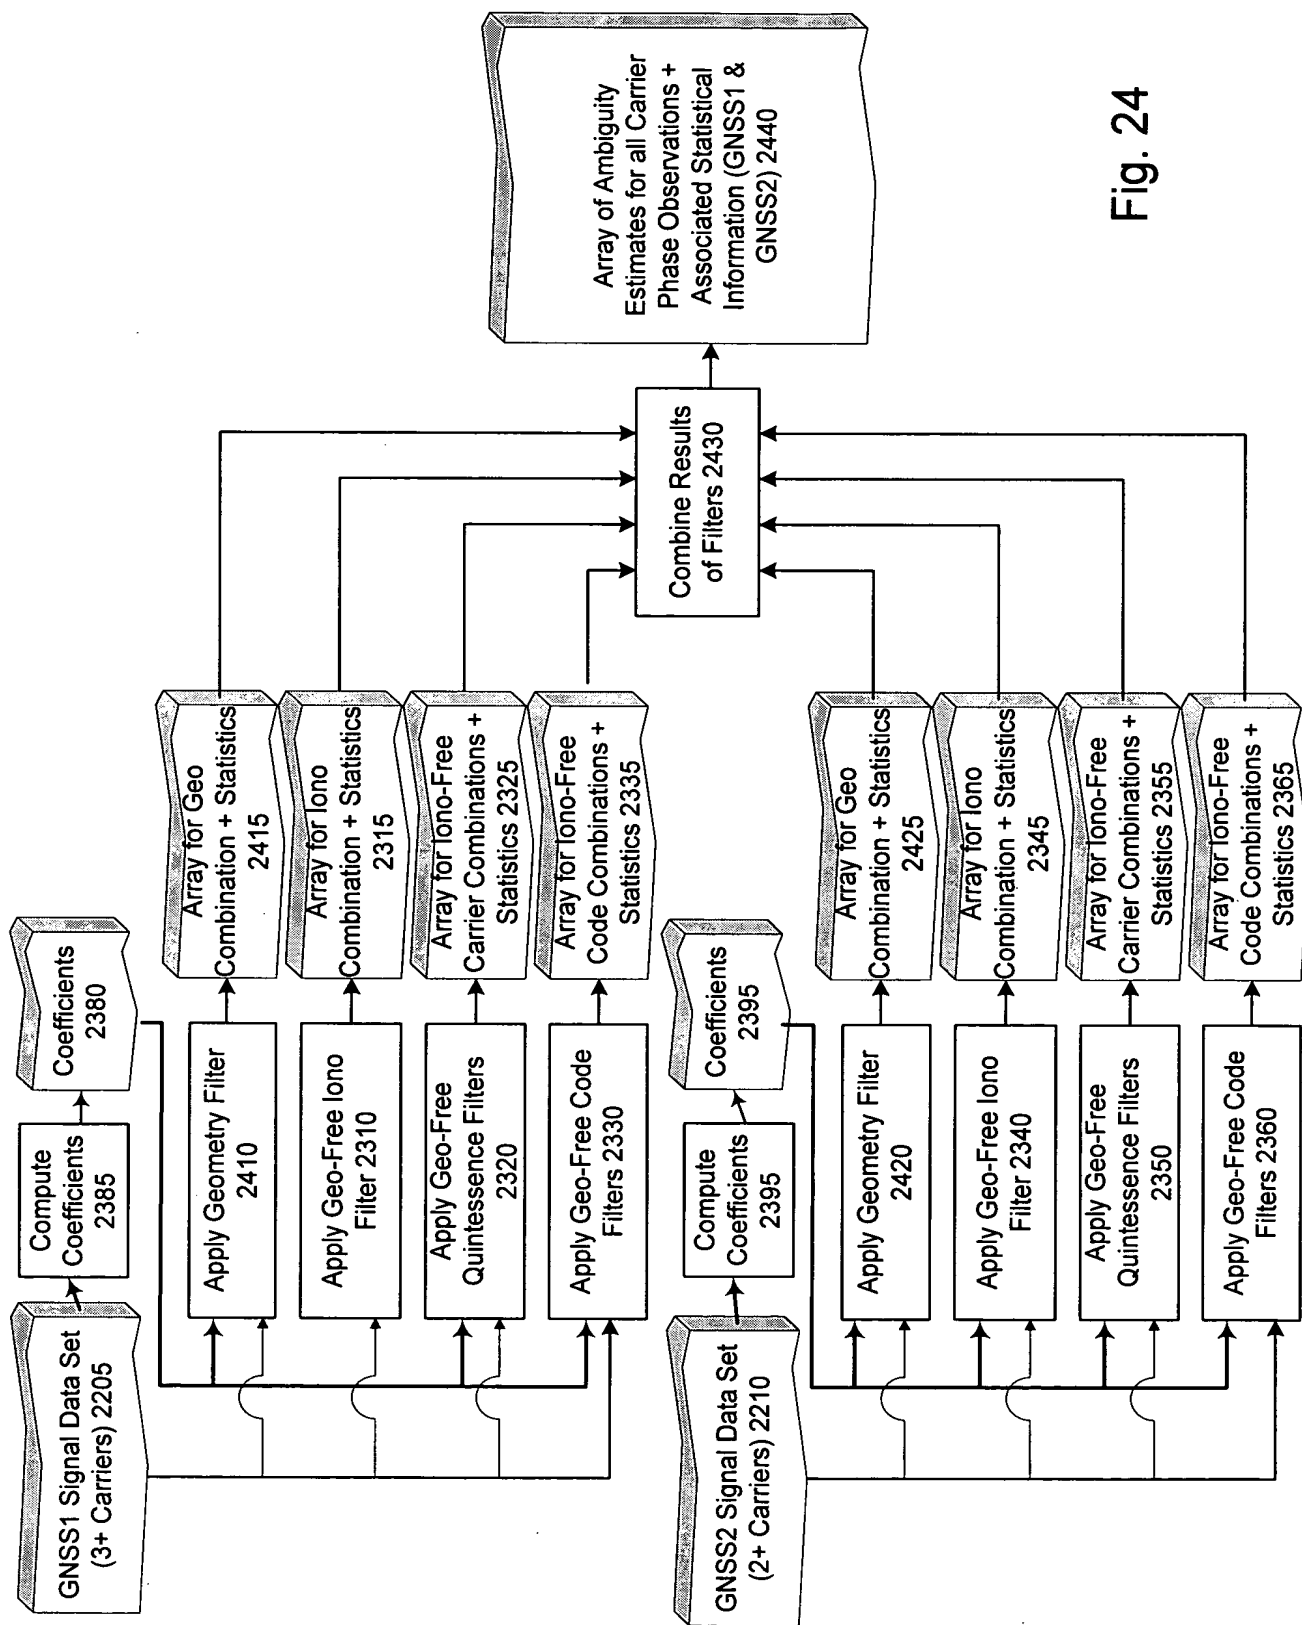 GNSS1 Signal Data Set
(3+ Carriers) 2205
Compute
Coefficients
2385
Coefficients
2380
Apply Geometry Filter
2410
Array for Geo
Combination + Statistics
2415
Apply Geo-Free Iono
Filter 2310
Array for Iono
Combination + Statistics
2315
Apply Geo-Free
Quintessence Filters
2320
Array for Iono-Free
Carrier Combinations +
Statistics 2325
Apply Geo-Free Code
Filters 2330
Array for Iono-Free
Code Combinations +
Statistics 2335
GNSS2 Signal Data Set
(2+ Carriers) 2210
Compute
Coefficients
2395
Coefficients
2395
Apply Geometry Filter
2420
Array for Geo
Combination + Statistics
2425
Apply Geo-Free Iono
Filter 2340
Array for Iono
Combination + Statistics
2345
Apply Geo-Free
Quintessence Filters
2350
Array for Iono-Free
Carrier Combinations +
Statistics 2355
Apply Geo-Free Code
Filters 2360
Array for Iono-Free
Code Combinations +
Statistics 2365
Combine Results
of Filters 2430
Array of Ambiguity
Estimates for all Carrier
Phase Observations +
Associated Statistical
Information (GNSS1 &
GNSS2) 2440
Fig. 24